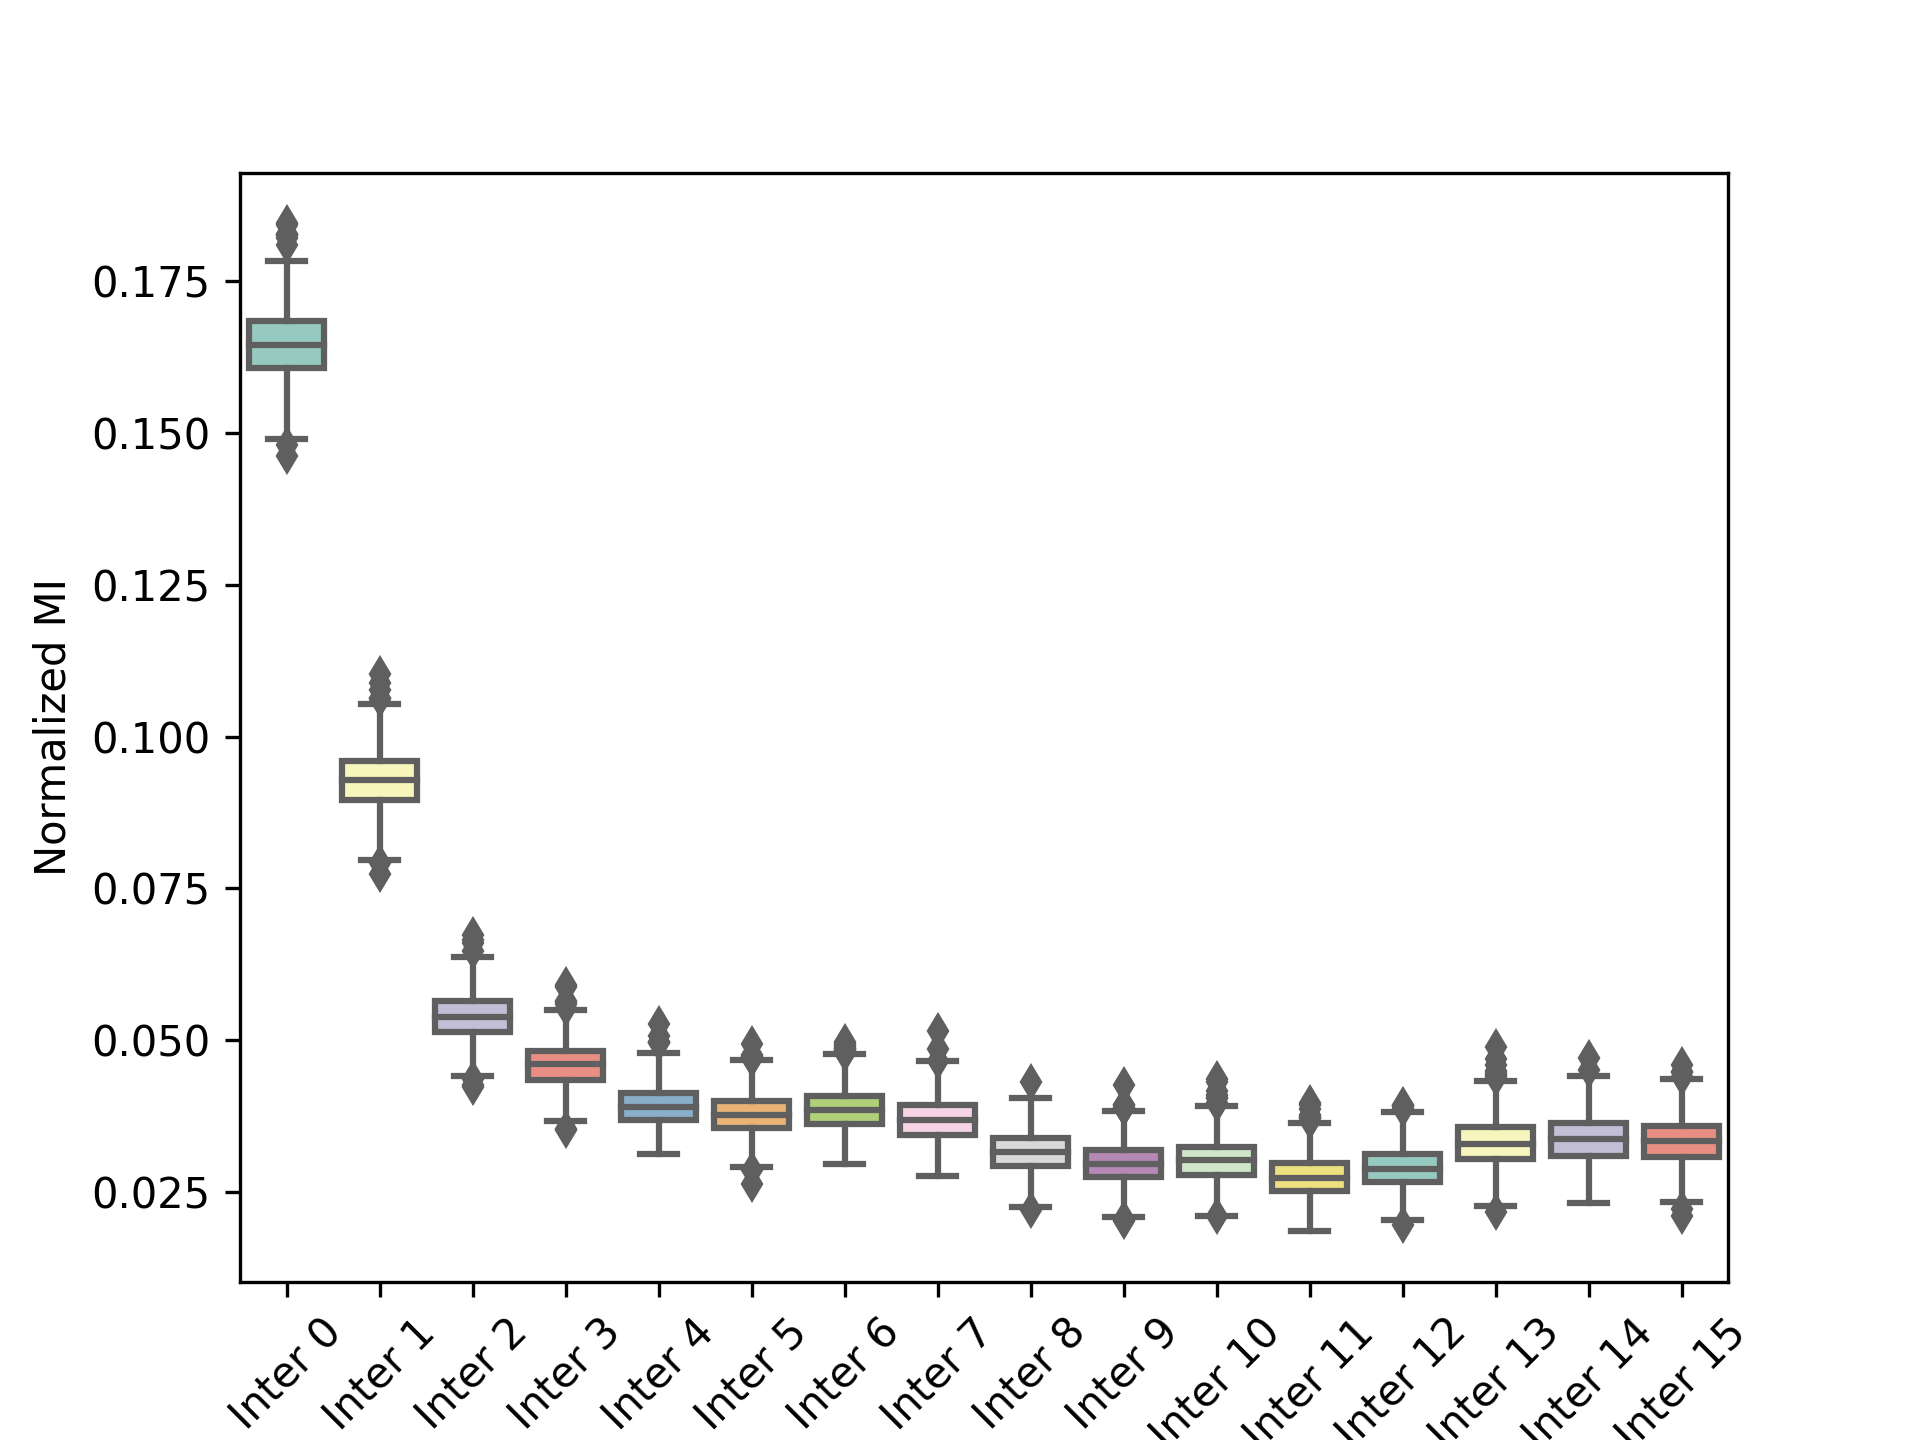 Normalized MI
0.175
0.150
0.125
0.100
0.075
0.050
0.025
Inter 0
Inter 1
Inter 2
Inter 3
Inter 4
Inter 5
Inter 6
Inter 7
Inter 8
Inter 9
Inter 10
Inter 11
Inter 12
Inter 13
Inter 14
Inter 15